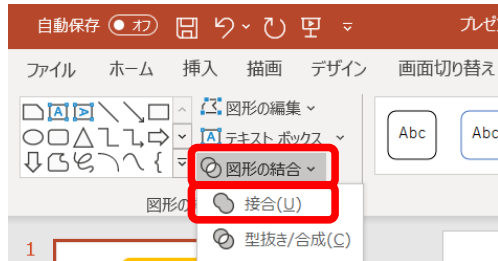 自動保存 オフ プレゼ
ファイル ホーム 挿入 描画 デザイン 画面切り替え
図形の編集
テキスト ボックス
Abc Abc
図形の結合
図形の
接合(U)
型抜き/合成(C)
1